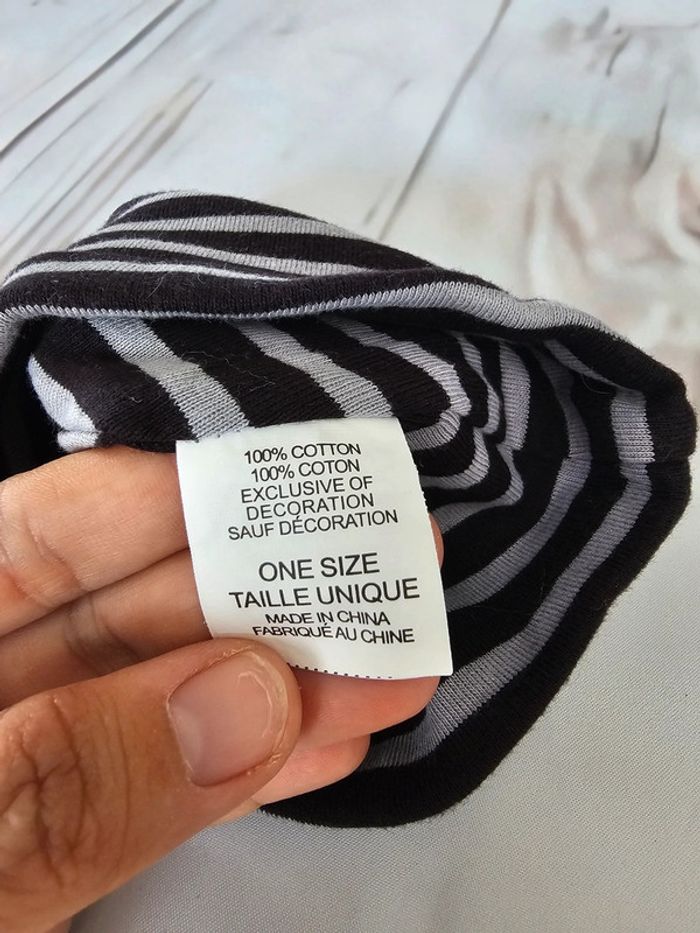 100% COTTON
100% COTON
EXCLUSIVE OF
DECORATION
SAUF DÉCORATION
ONE SIZE
TAILLE UNIQUE
MADE IN CHINA
FABRIQUÉ AU CHINE